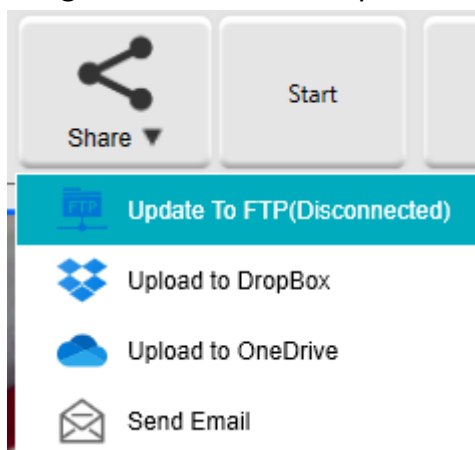 Share ▼
Start
FTP
Update To FTP(Disconnected)
Upload to DropBox
Upload to OneDrive
Send Email